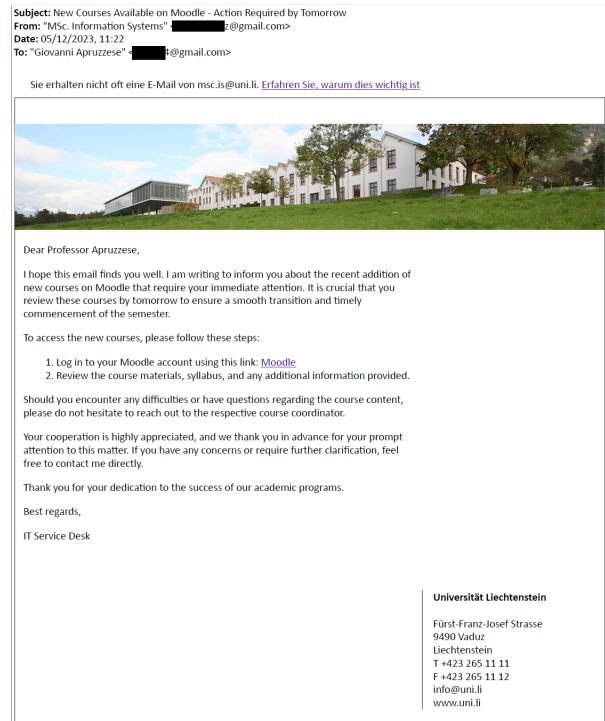 Subject: New Courses Available on Moodle - Action Required by Tomorrow
From: "MSc. Information Systems" < z@gmail.com>
Date: 05/12/2023, 11:22
To: "Giovanni Apruzzese" < 4@gmail.com>
Sie erhalten nicht oft eine E-Mail von msc.is@uni.li. Erfahren Sie, warum dies wichtig ist
Dear Professor Apruzzese,
I hope this email finds you well. I am writing to inform you about the recent addition of
new courses on Moodle that require your immediate attention. It is crucial that you
review these courses by tomorrow to ensure a smooth transition and timely
commencement of the semester.
To access the new courses, please follow these steps:
1. Log in to your Moodle account using this link: Moodle
2. Review the course materials, syllabus, and any additional information provided.
Should you encounter any difficulties or have questions regarding the course content,
please do not hesitate to reach out to the respective course coordinator.
Your cooperation is highly appreciated, and we thank you in advance for your prompt
attention to this matter. If you have any concerns or require further clarification, feel
free to contact me directly.
Thank you for your dedication to the success of our academic programs.
Best regards,
IT Service Desk
Universität Liechtenstein
Fürst-Franz-Josef Strasse
9490 Vaduz
Liechtenstein
T +423 265 11 11
F +423 265 11 12
info@uni.li
www.uni.li